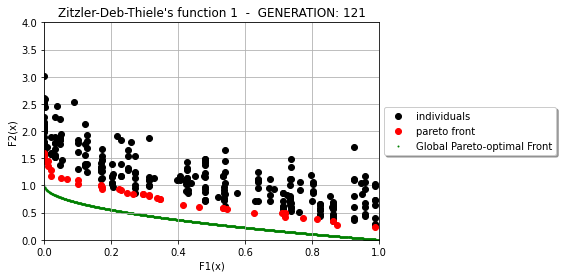 Zitzler-Deb-Thiele's function 1 - GENERATION: 121
4.0
3.5
3.0
2.5
2.0
1.5
1.0
0.5
0.0
F2(x)
0.0 0.2 0.4 0.6 0.8 1.0
F1(x)
individuals
pareto front
Global Pareto-optimal Front